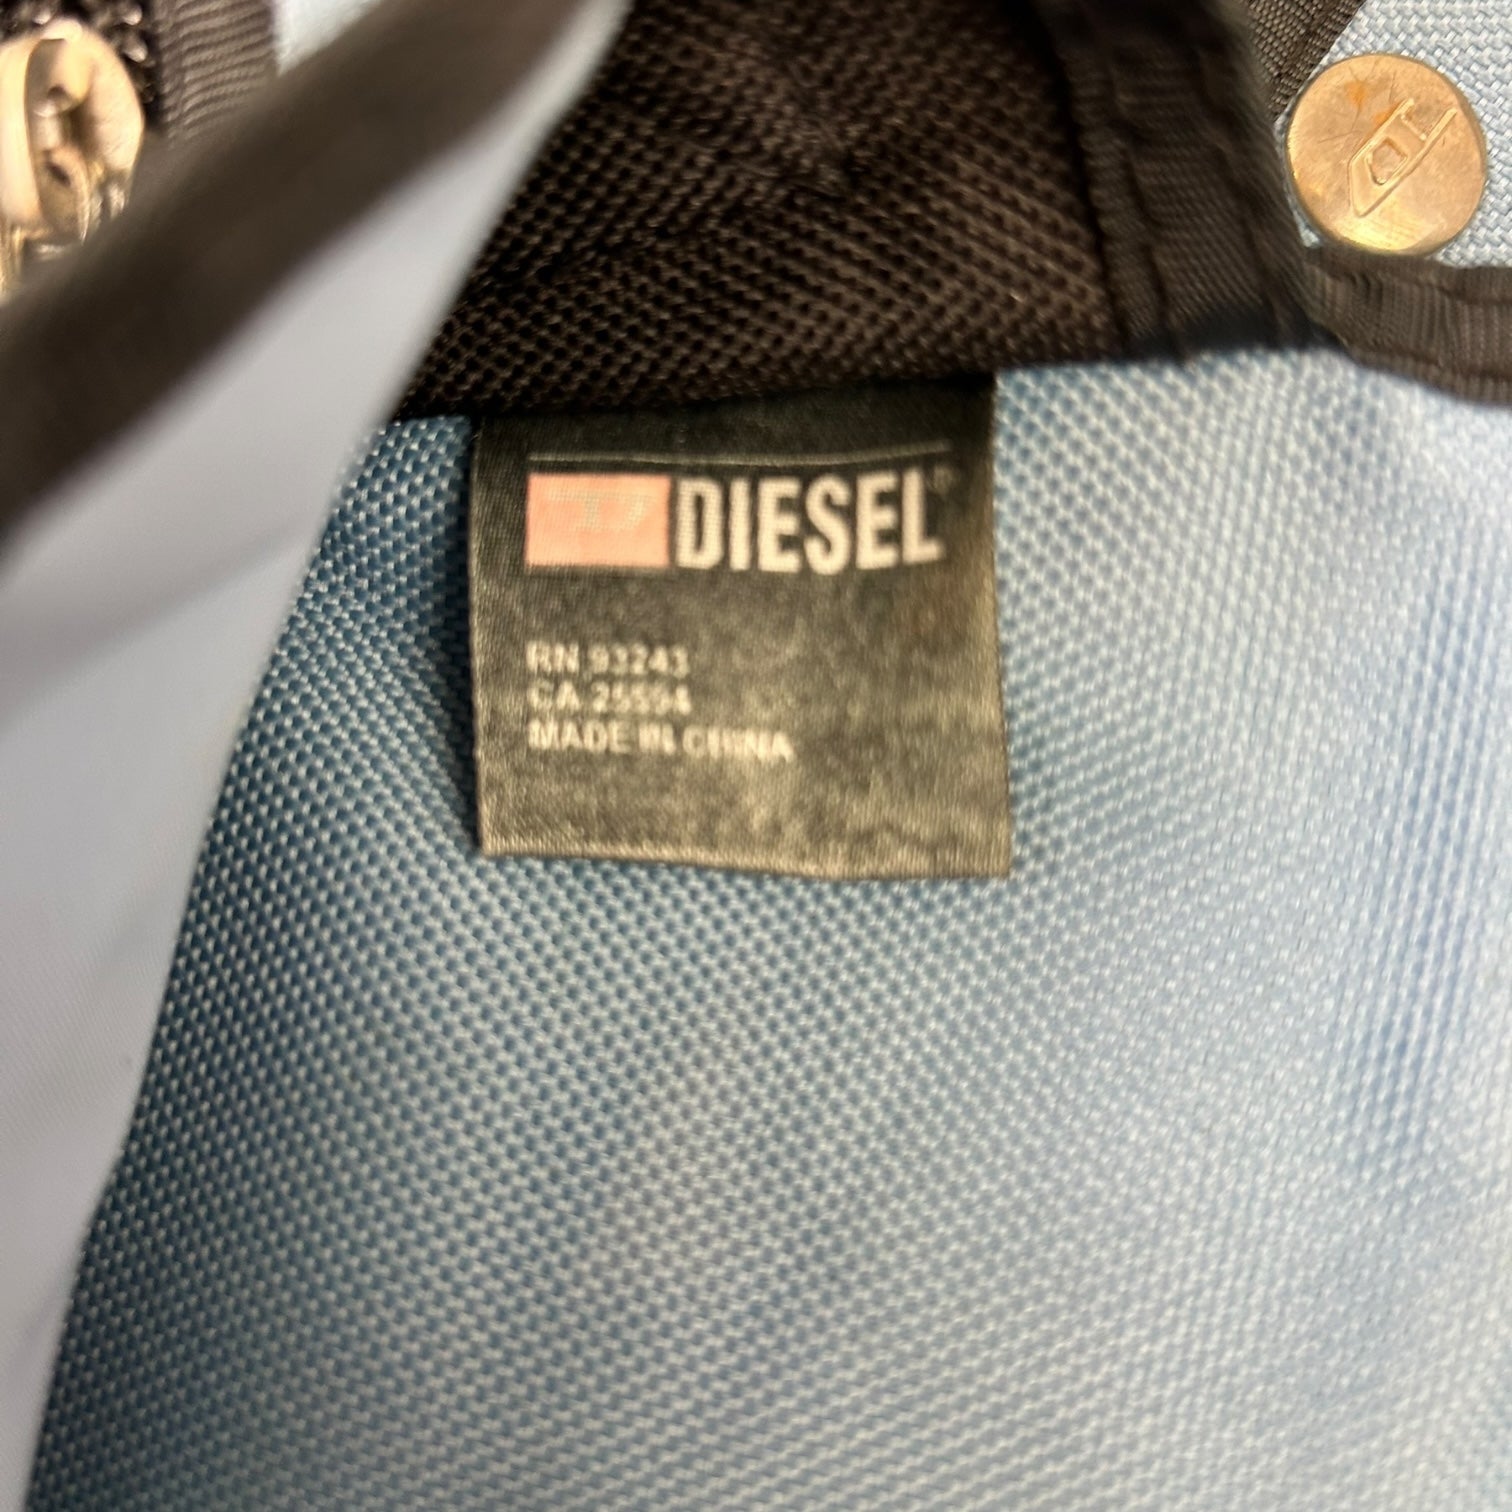 DIESEL®
RN 93243
CA 25594
MADE IN CHINA
D